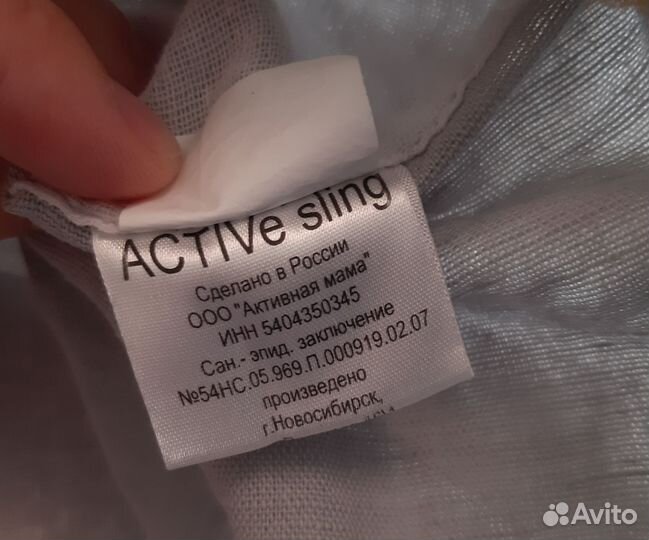 ACTIVe sling
Сделано в России
ООО "Активная мама"
ИНН 5404350345
Сан.- эпид. заключение
№54НС.05.969.П.000919.02.07
произведено
г.Новосибирск,
Avito